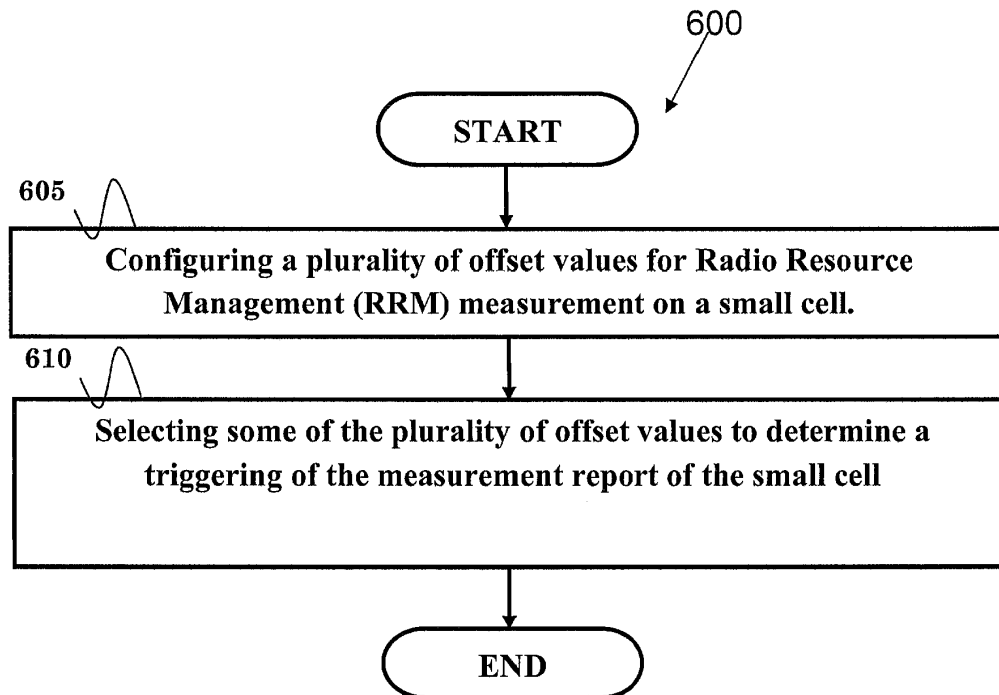 600
START
605
Configuring a plurality of offset values for Radio Resource
Management (RRM) measurement on a small cell.
610
Selecting some of the plurality of offset values to determine a
triggering of the measurement report of the small cell
END